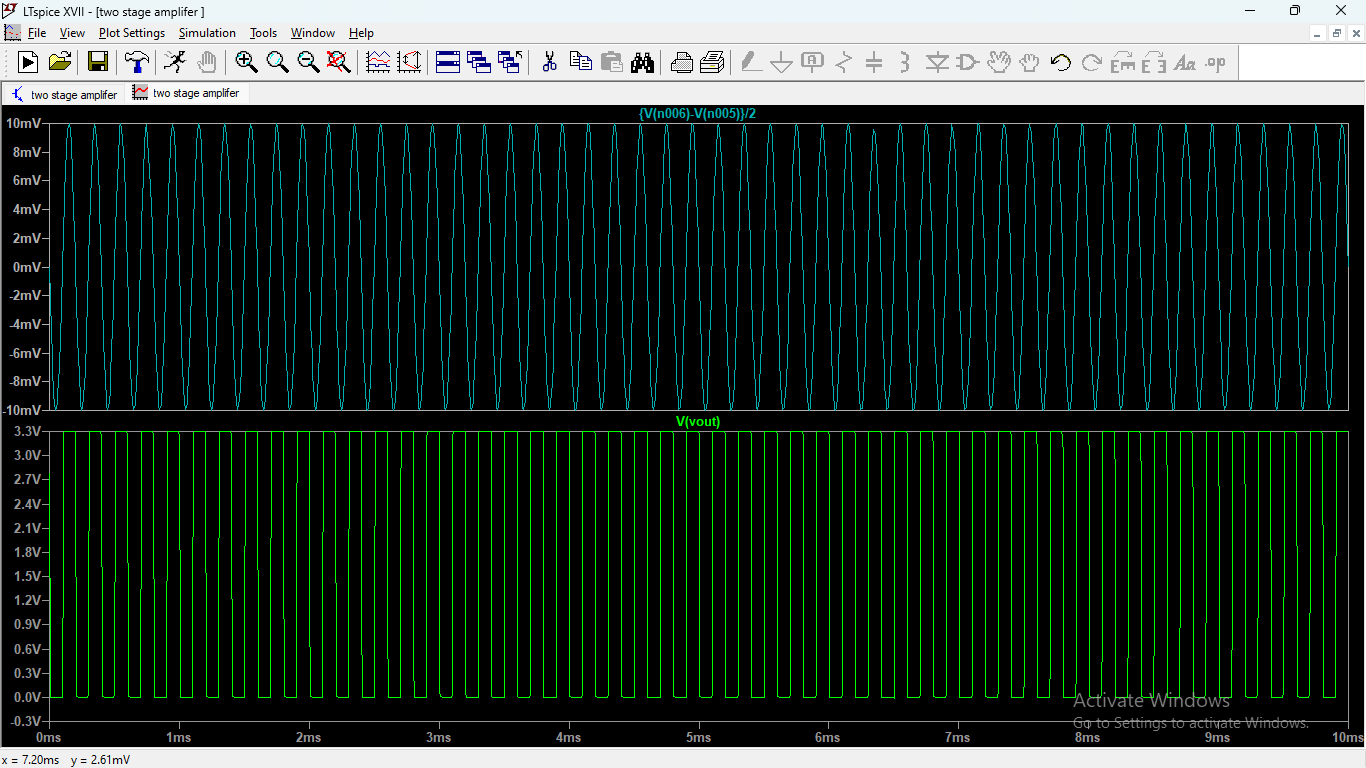 LTspice XVII - [two stage amplifer ]
File View Plot Settings Simulation Tools Window Help
two stage amplifer two stage amplifer
{V(n006)-V(n005)}/2
10mV
8mV
6mV
4mV
2mV
0mV
-2mV
-4mV
-6mV
-8mV
-10mV
V(vout)
3.3V
3.0V
2.7V
2.4V
2.1V
1.8V
1.5V
1.2V
0.9V
0.6V
0.3V
0.0V
-0.3V
0ms 1ms 2ms 3ms 4ms 5ms 6ms 7ms 8ms 9ms 10ms
Activate Windows
Go to Settings to activate Windows.
x = 7.20ms y = 2.61mV